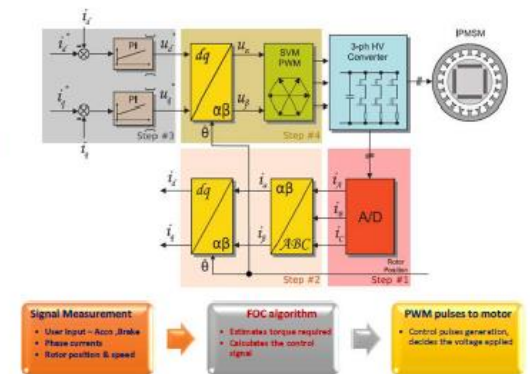 i_d
IPMSM
i_d*
PI
u_d*
dq
u_α
SVM
PWM
3-ph HV
Converter
i_q*
PI
u_q*
αβ
u_β
i_q
Step #3
θ̂
Step #4
i_d
dq
i_α
αβ
i_A
A/D
i_B
i_q
αβ
i_β
ABC
i_C
θ̂
Step #2
Step #1
Rotor
Position
Signal Measurement
• User input – Accn ,Brake
• Phase currents
• Rotor position & speed
FOC algorithm
• Estimates torque required
• Calculates the control
signal
PWM pulses to motor
• Control pulses generation,
decides the voltage applied